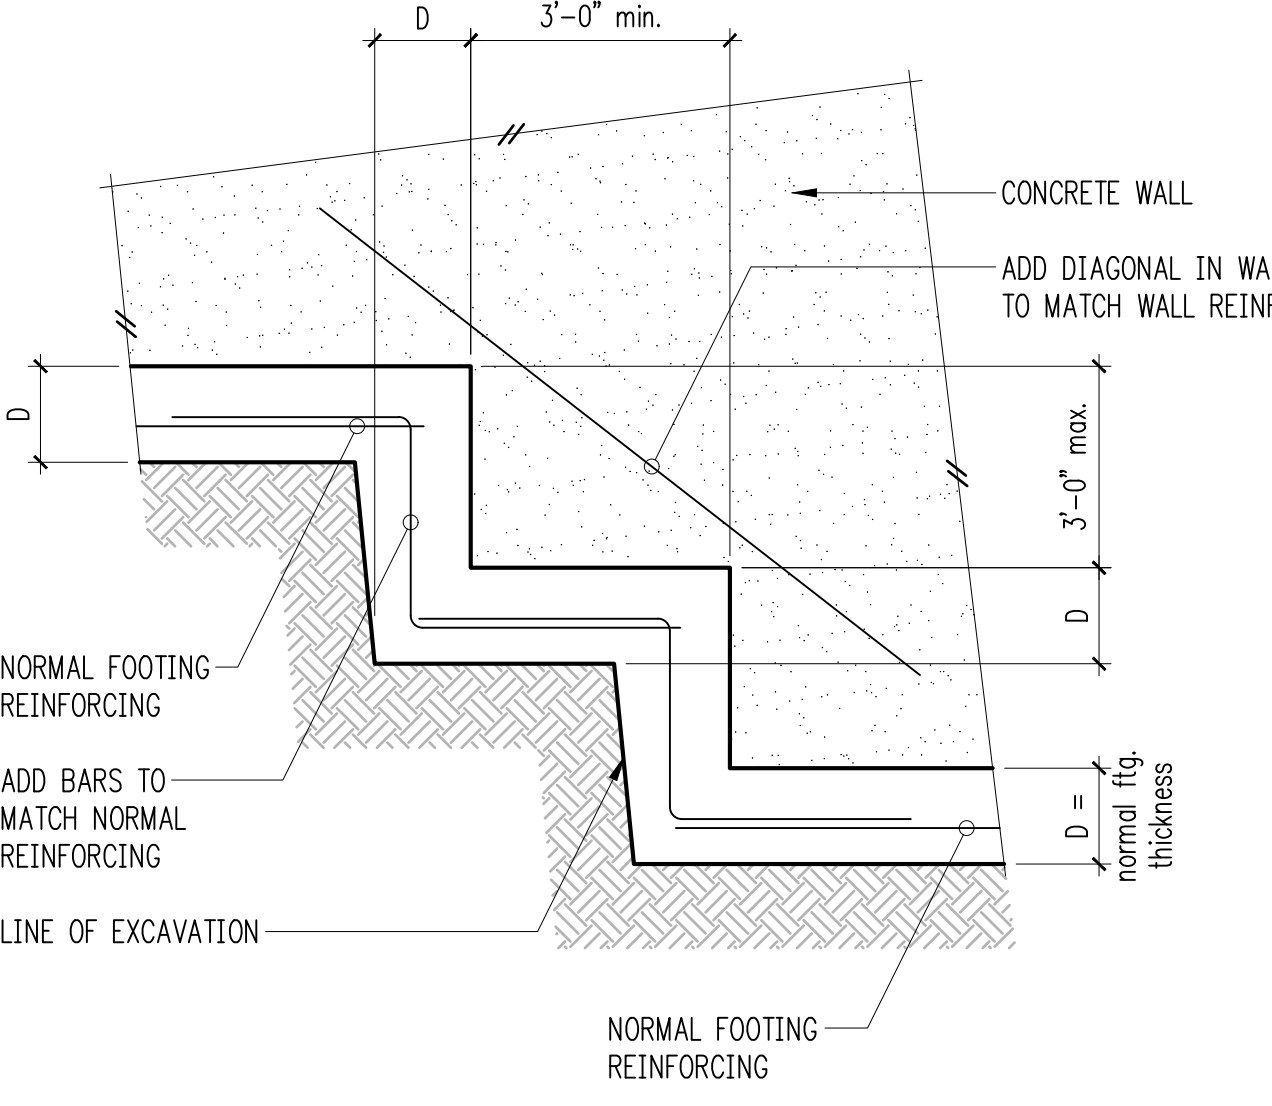 D
3'-0" min.
CONCRETE WALL
ADD DIAGONAL IN WA
TO MATCH WALL REINF
D
3'-0" max.
D
NORMAL FOOTING
REINFORCING
ADD BARS TO
MATCH NORMAL
REINFORCING
D =
normal ftg.
thickness
LINE OF EXCAVATION
NORMAL FOOTING
REINFORCING